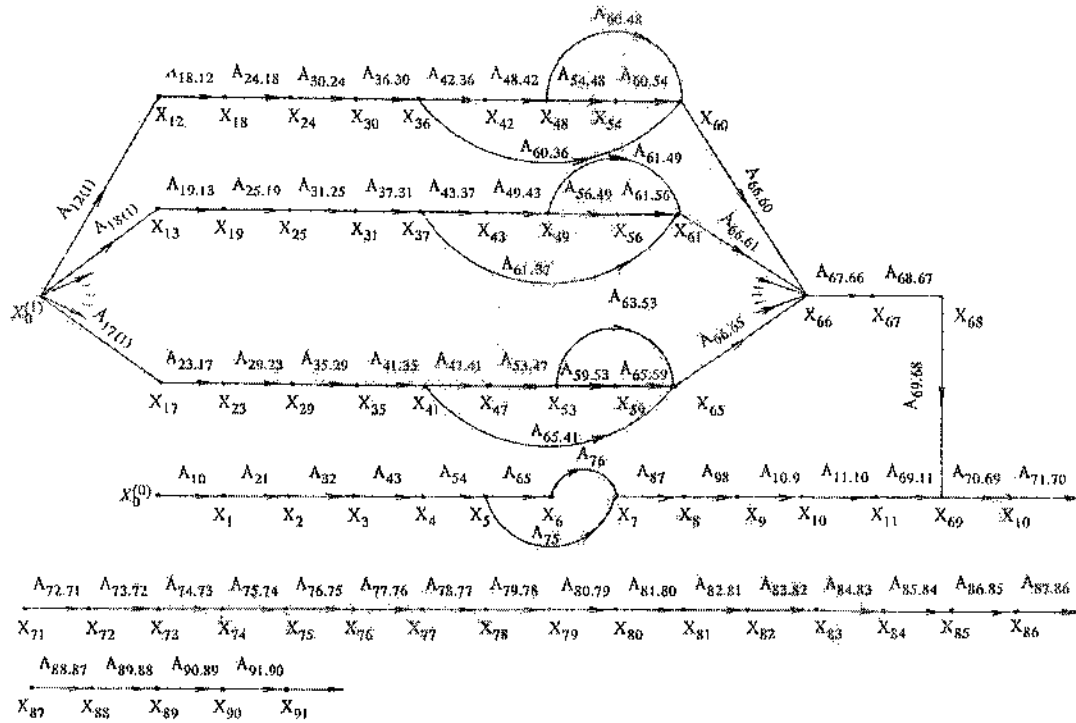 A60.48
A18.12 A24.18 A30.24 A36.30 A42.36 A48.42 A54.48 A60.54
X12 X18 X24 X30 X36 X42 X48 X54 X60
A60.36
A61.49
A12(1) A66.60
A19.13 A25.19 A31.25 A37.31 A43.37 A49.43 A56.49 A61.56
A18(1) A66.61
X13 X19 X25 X31 X37 X43 X49 X56 X61
A61.37
A67.66 A68.67
A63.53
X0(1) X66 X67 X68
A17(1) A66.65
A23.17 A29.23 A35.29 A41.35 A47.41 A53.47 A59.53 A65.59
X17 X23 X29 X35 X41 X47 X53 X59 X65
A69.68
A65.41
A76
A10 A21 A32 A43 A54 A65 A87 A98 A10.9 A11.10 A69.11 A70.69 A71.70
X0(0) X1 X2 X3 X4 X5 X6 X7 X8 X9 X10 X11 X69 X10
A75
A72.71 A73.72 A74.73 A75.74 A76.75 A77.76 A78.77 A79.78 A80.79 A81.80 A82.81 A83.82 A84.83 A85.84 A86.85 A87.86
X71 X72 X73 X74 X75 X76 X77 X78 X79 X80 X81 X82 X83 X84 X85 X86
A88.87 A89.88 A90.89 A91.90
X87 X88 X89 X90 X91